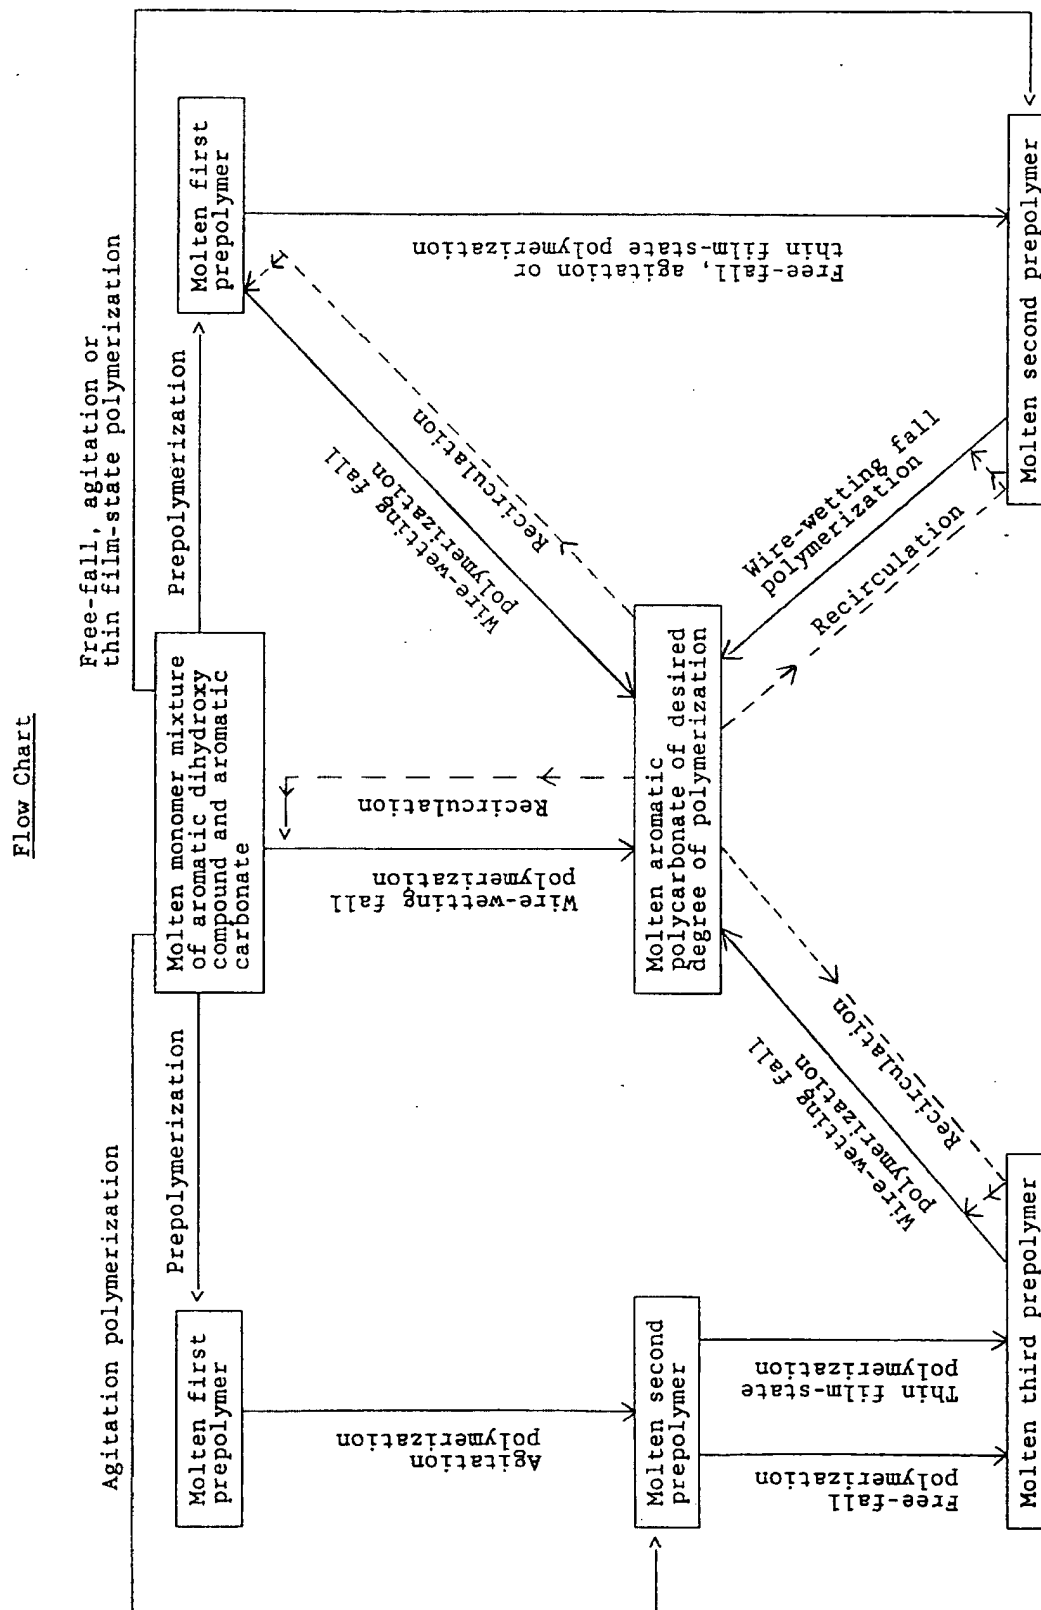 Flow Chart
Agitation polymerization
Free-fall, agitation or
thin film-state polymerization
Molten first
prepolymer
Prepolymerization
Molten monomer mixture
of aromatic dihydroxy
compound and aromatic
carbonate
Prepolymerization
Molten first
prepolymer
Agitation
polymerization
Wire-wetting fall
polymerization
Recirculation
Wire-wetting fall
polymerization
Recirculation
Free-fall, agitation or
thin film-state polymerization
Molten second
prepolymer
Molten aromatic
polycarbonate of desired
degree of polymerization
Free-fall
polymerization
Thin film-state
polymerization
Wire-wetting fall
polymerization
Recirculation
Wire-wetting fall
polymerization
Recirculation
Molten third prepolymer
Molten second prepolymer